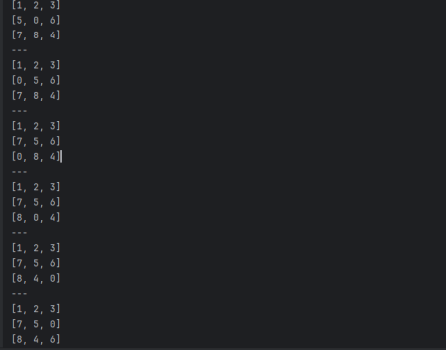 [1, 2, 3]
[5, 0, 6]
[7, 8, 4]
---
[1, 2, 3]
[0, 5, 6]
[7, 8, 4]
---
[1, 2, 3]
[7, 5, 6]
[0, 8, 4]
---
[1, 2, 3]
[7, 5, 6]
[8, 0, 4]
---
[1, 2, 3]
[7, 5, 6]
[8, 4, 0]
---
[1, 2, 3]
[7, 5, 0]
[8, 4, 6]